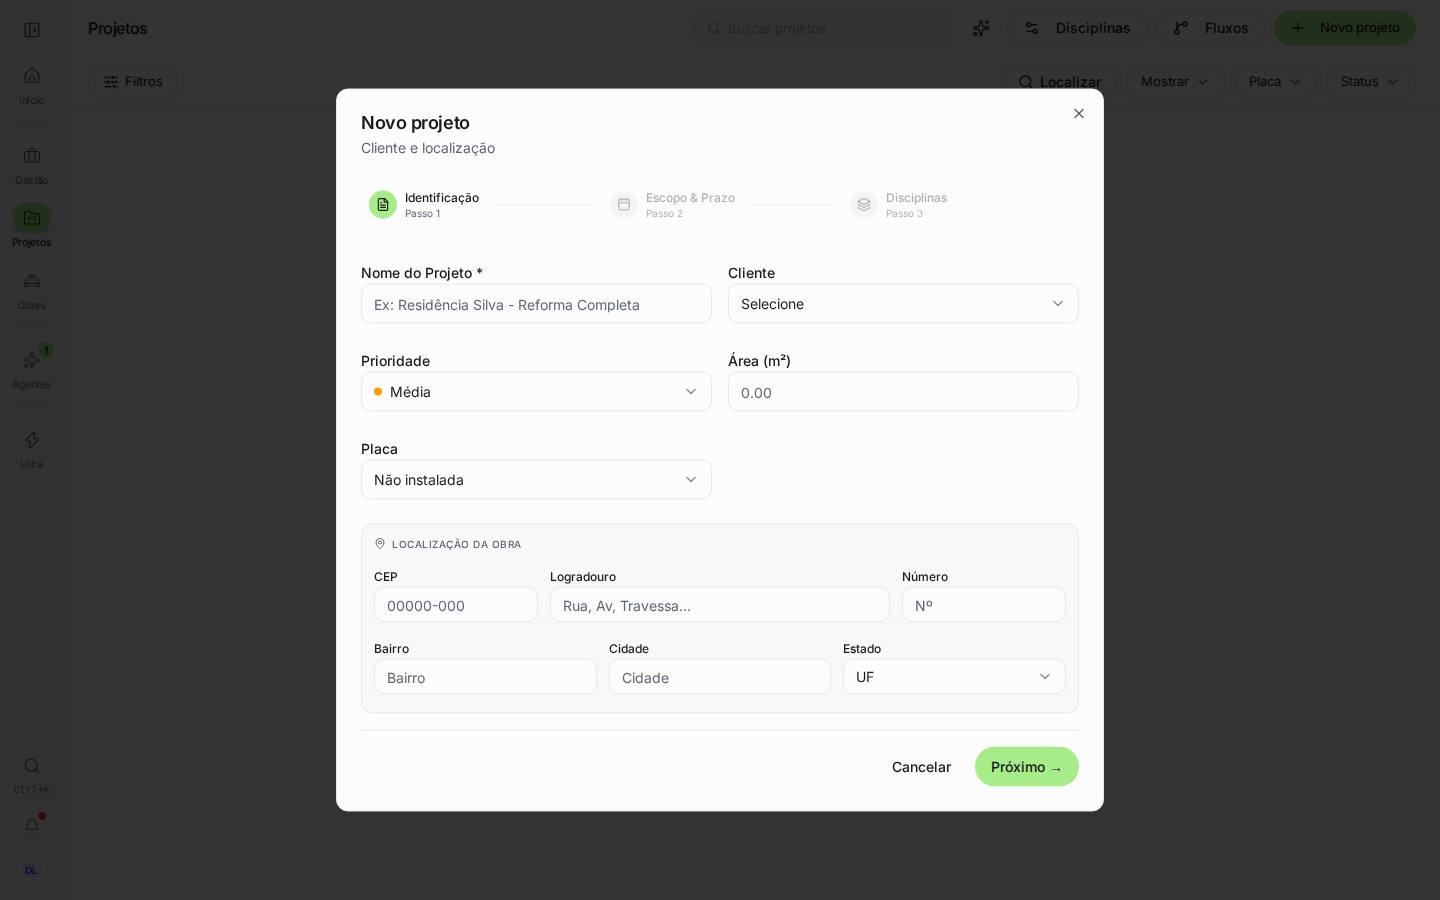 Projetos
Buscar projetos
Disciplinas
Fluxos
Novo projeto
Filtros
Localizar
Mostrar
Placa
Status
Início
Gestão
Projetos
Obras
1
Agentes
Ultra
Ctrl+K
DL
Novo projeto
Cliente e localização
Identificação
Passo 1
Escopo & Prazo
Passo 2
Disciplinas
Passo 3
Nome do Projeto *
Ex: Residência Silva - Reforma Completa
Cliente
Selecione
Prioridade
Média
Área (m²)
0.00
Placa
Não instalada
LOCALIZAÇÃO DA OBRA
CEP
00000-000
Logradouro
Rua, Av, Travessa...
Número
Nº
Bairro
Bairro
Cidade
Cidade
Estado
UF
Cancelar
Próximo →